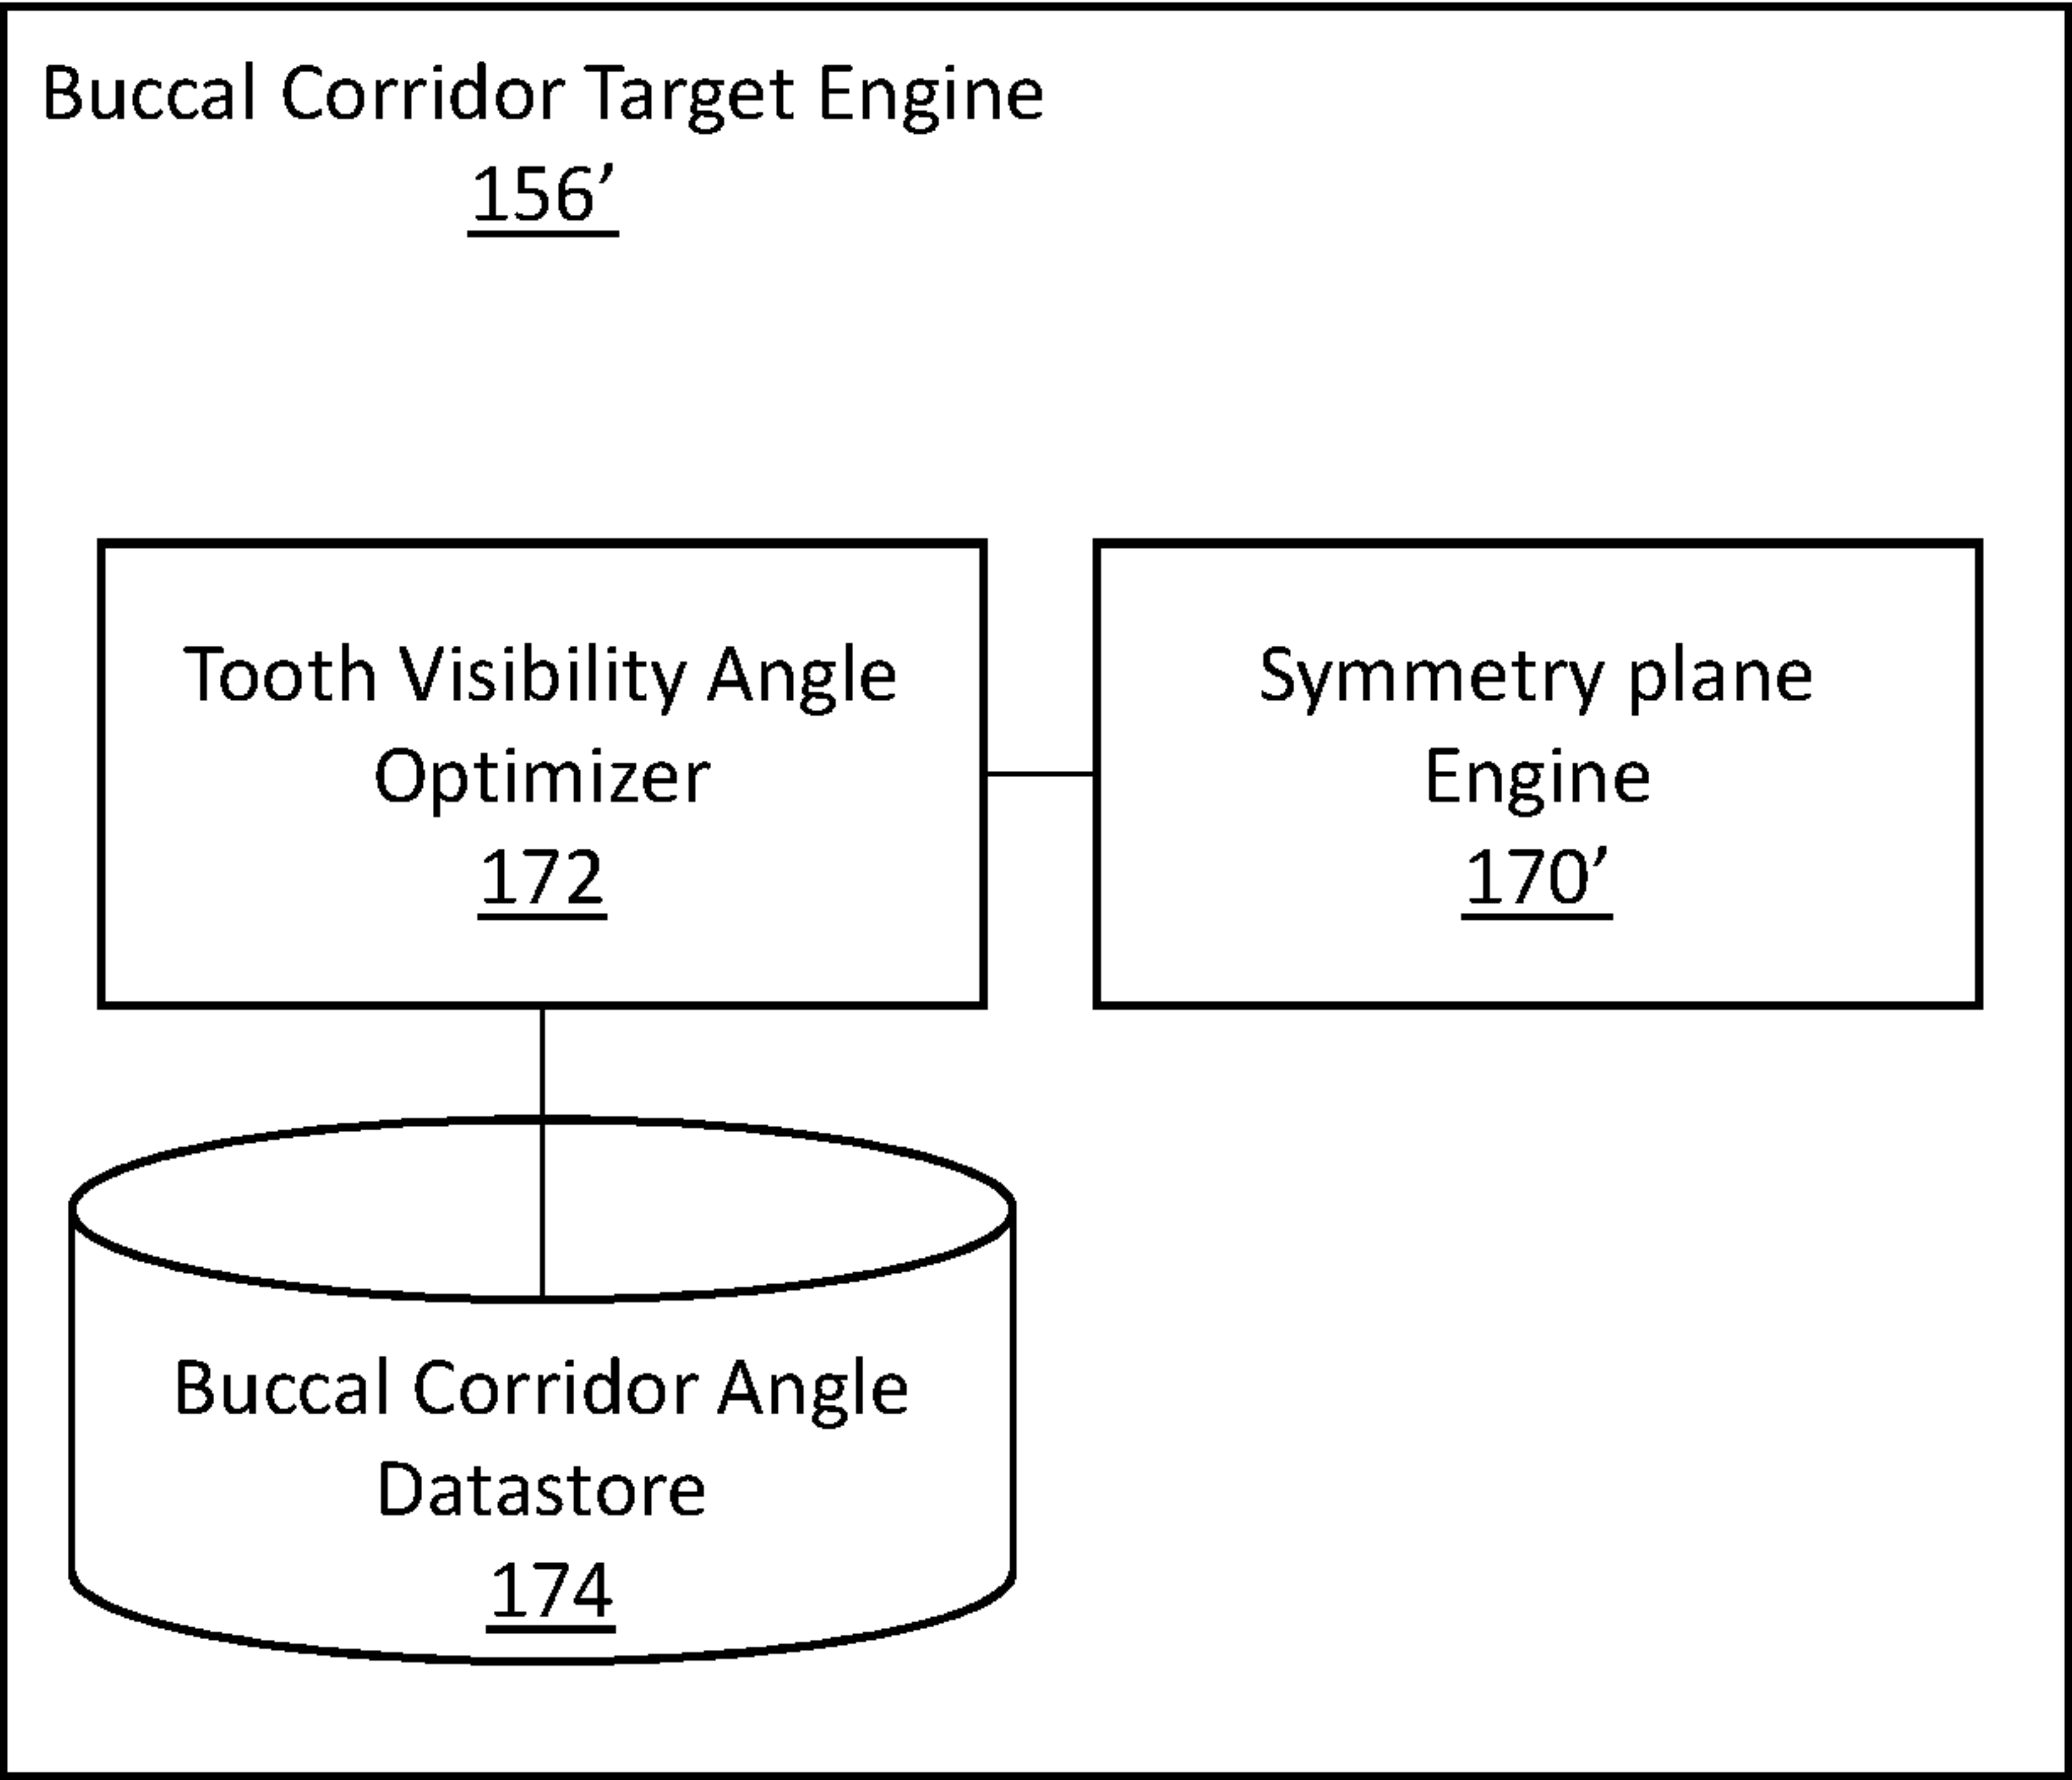 Buccal Corridor Target Engine
156’
Tooth Visibility Angle
Optimizer
172
Symmetry plane
Engine
170’
Buccal Corridor Angle
Datastore
174